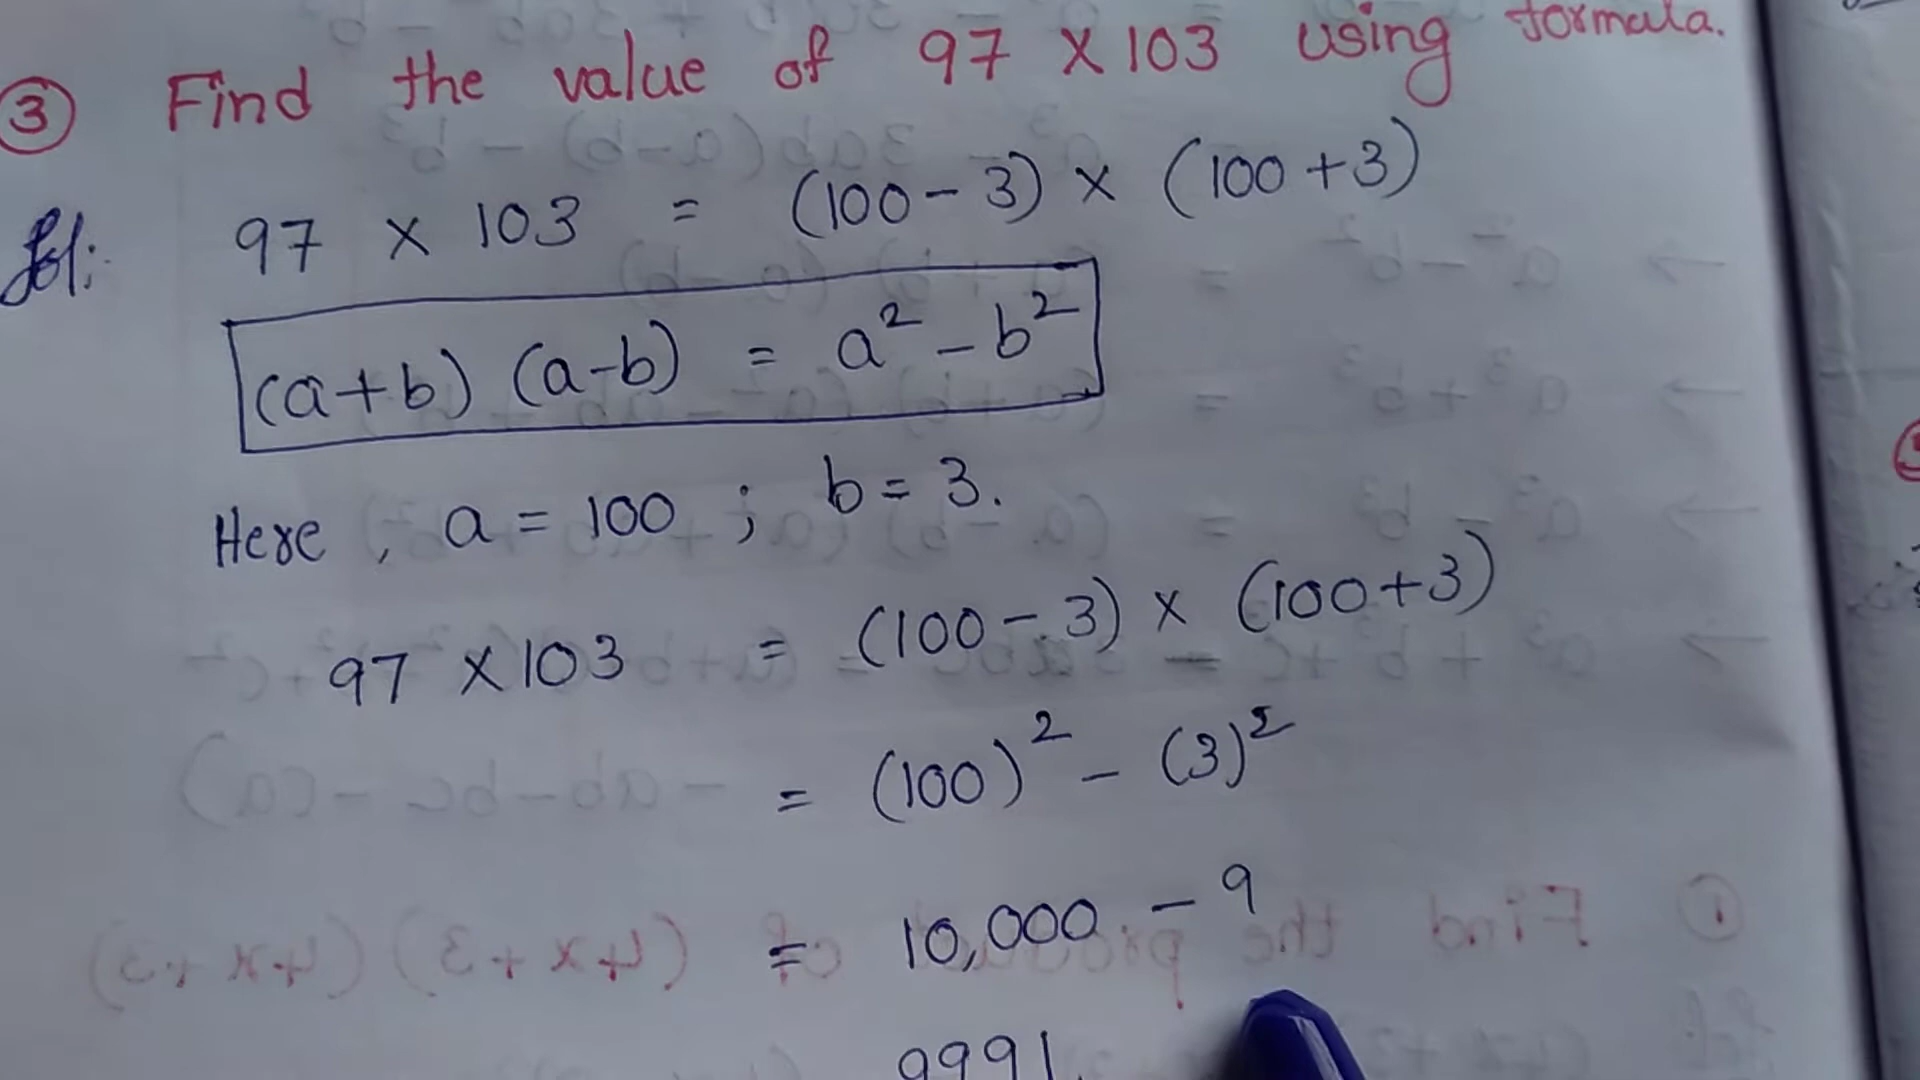 ③ Find the value of 97 × 103 using formula.
Sol: 97 × 103 = (100 - 3) × (100 + 3)
(a+b) (a-b) = a² - b²
Here, a = 100 ; b = 3.
97 × 103 = (100 - 3) × (100 + 3)
= (100)² - (3)²
= 10,000 - 9
9991